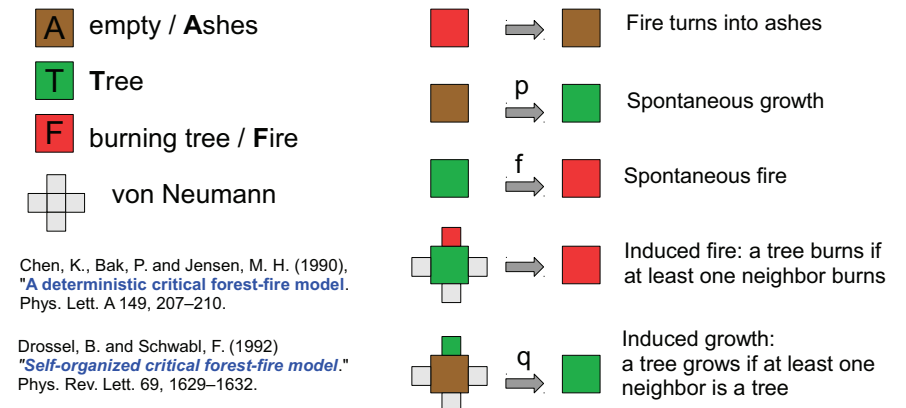 A empty / Ashes
T Tree
F burning tree / Fire
von Neumann
Chen, K., Bak, P. and Jensen, M. H. (1990),
"A deterministic critical forest-fire model.
Phys. Lett. A 149, 207–210.
Drossel, B. and Schwabl, F. (1992)
"Self-organized critical forest-fire model."
Phys. Rev. Lett. 69, 1629–1632.
Fire turns into ashes
p
Spontaneous growth
f
Spontaneous fire
Induced fire: a tree burns if
at least one neighbor burns
q
Induced growth:
a tree grows if at least one
neighbor is a tree